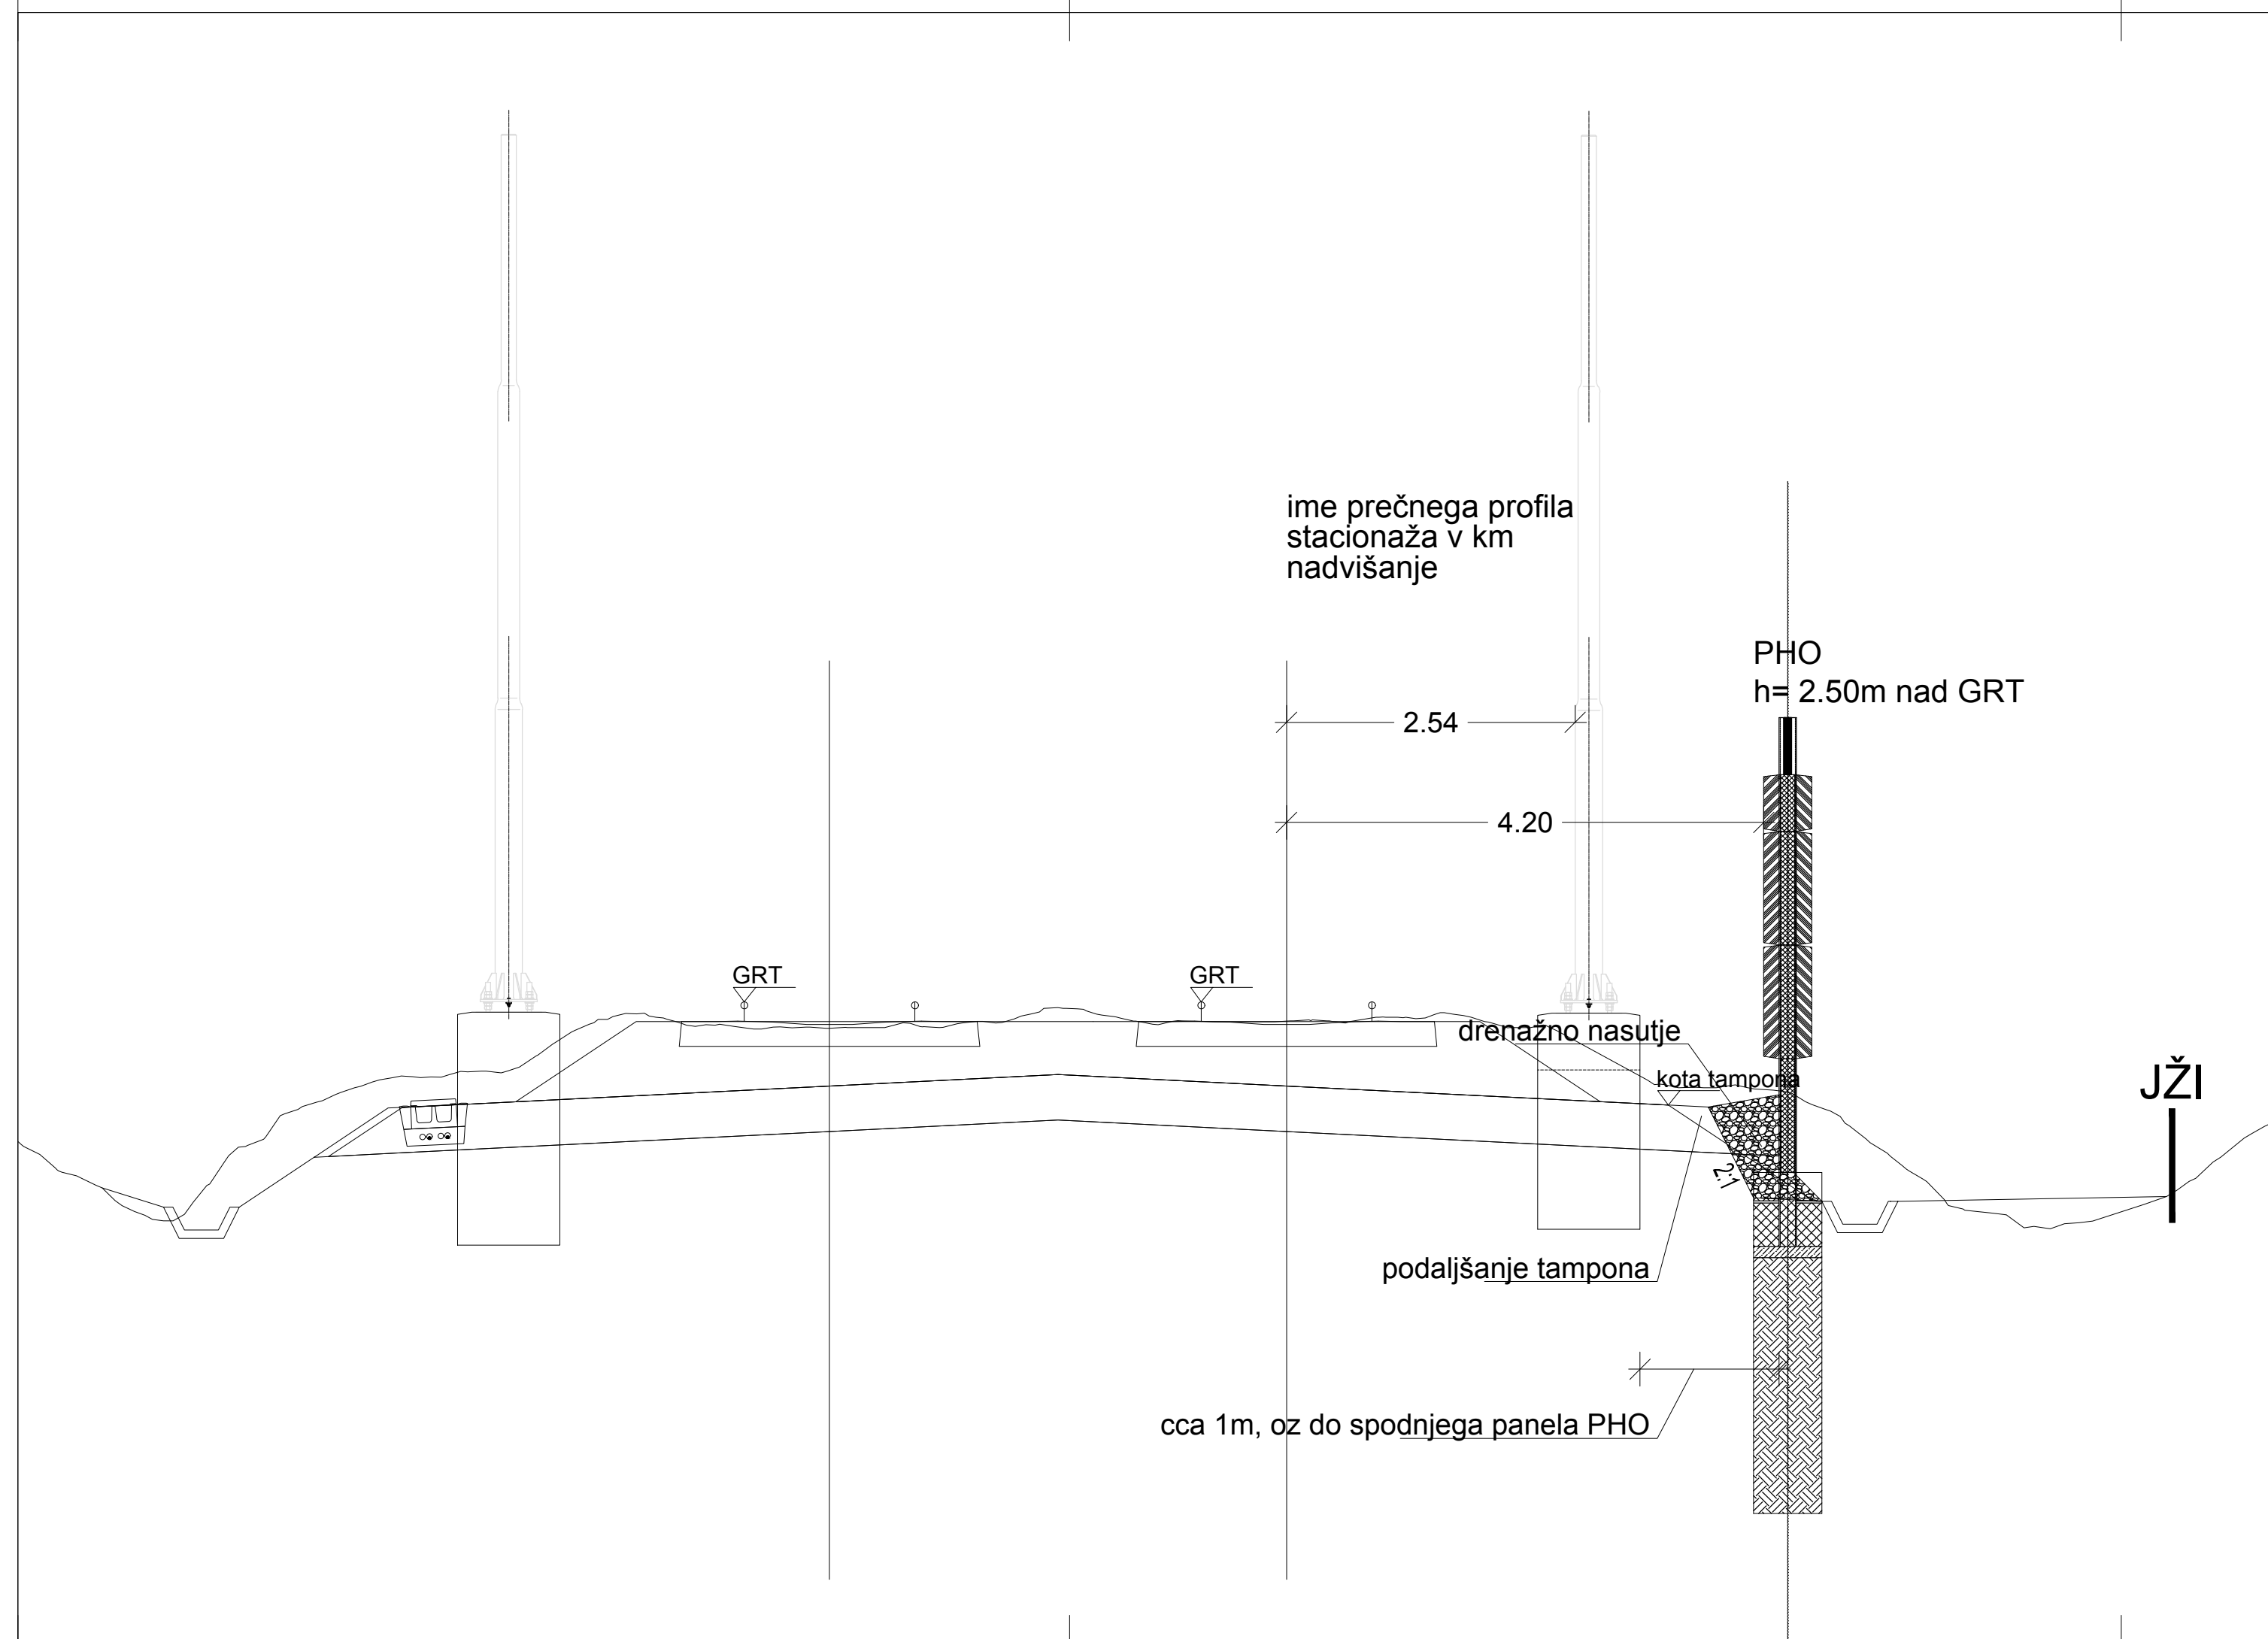 ime prečnega profila
stacionaža v km
nadvišanje
PHO
h= 2.50m nad GRT
2.54
4.20
GRT
GRT
drenažno nasutje
kota tampona
JŽI
2:1
podaljšanje tampona
cca 1m, oz do spodnjega panela PHO